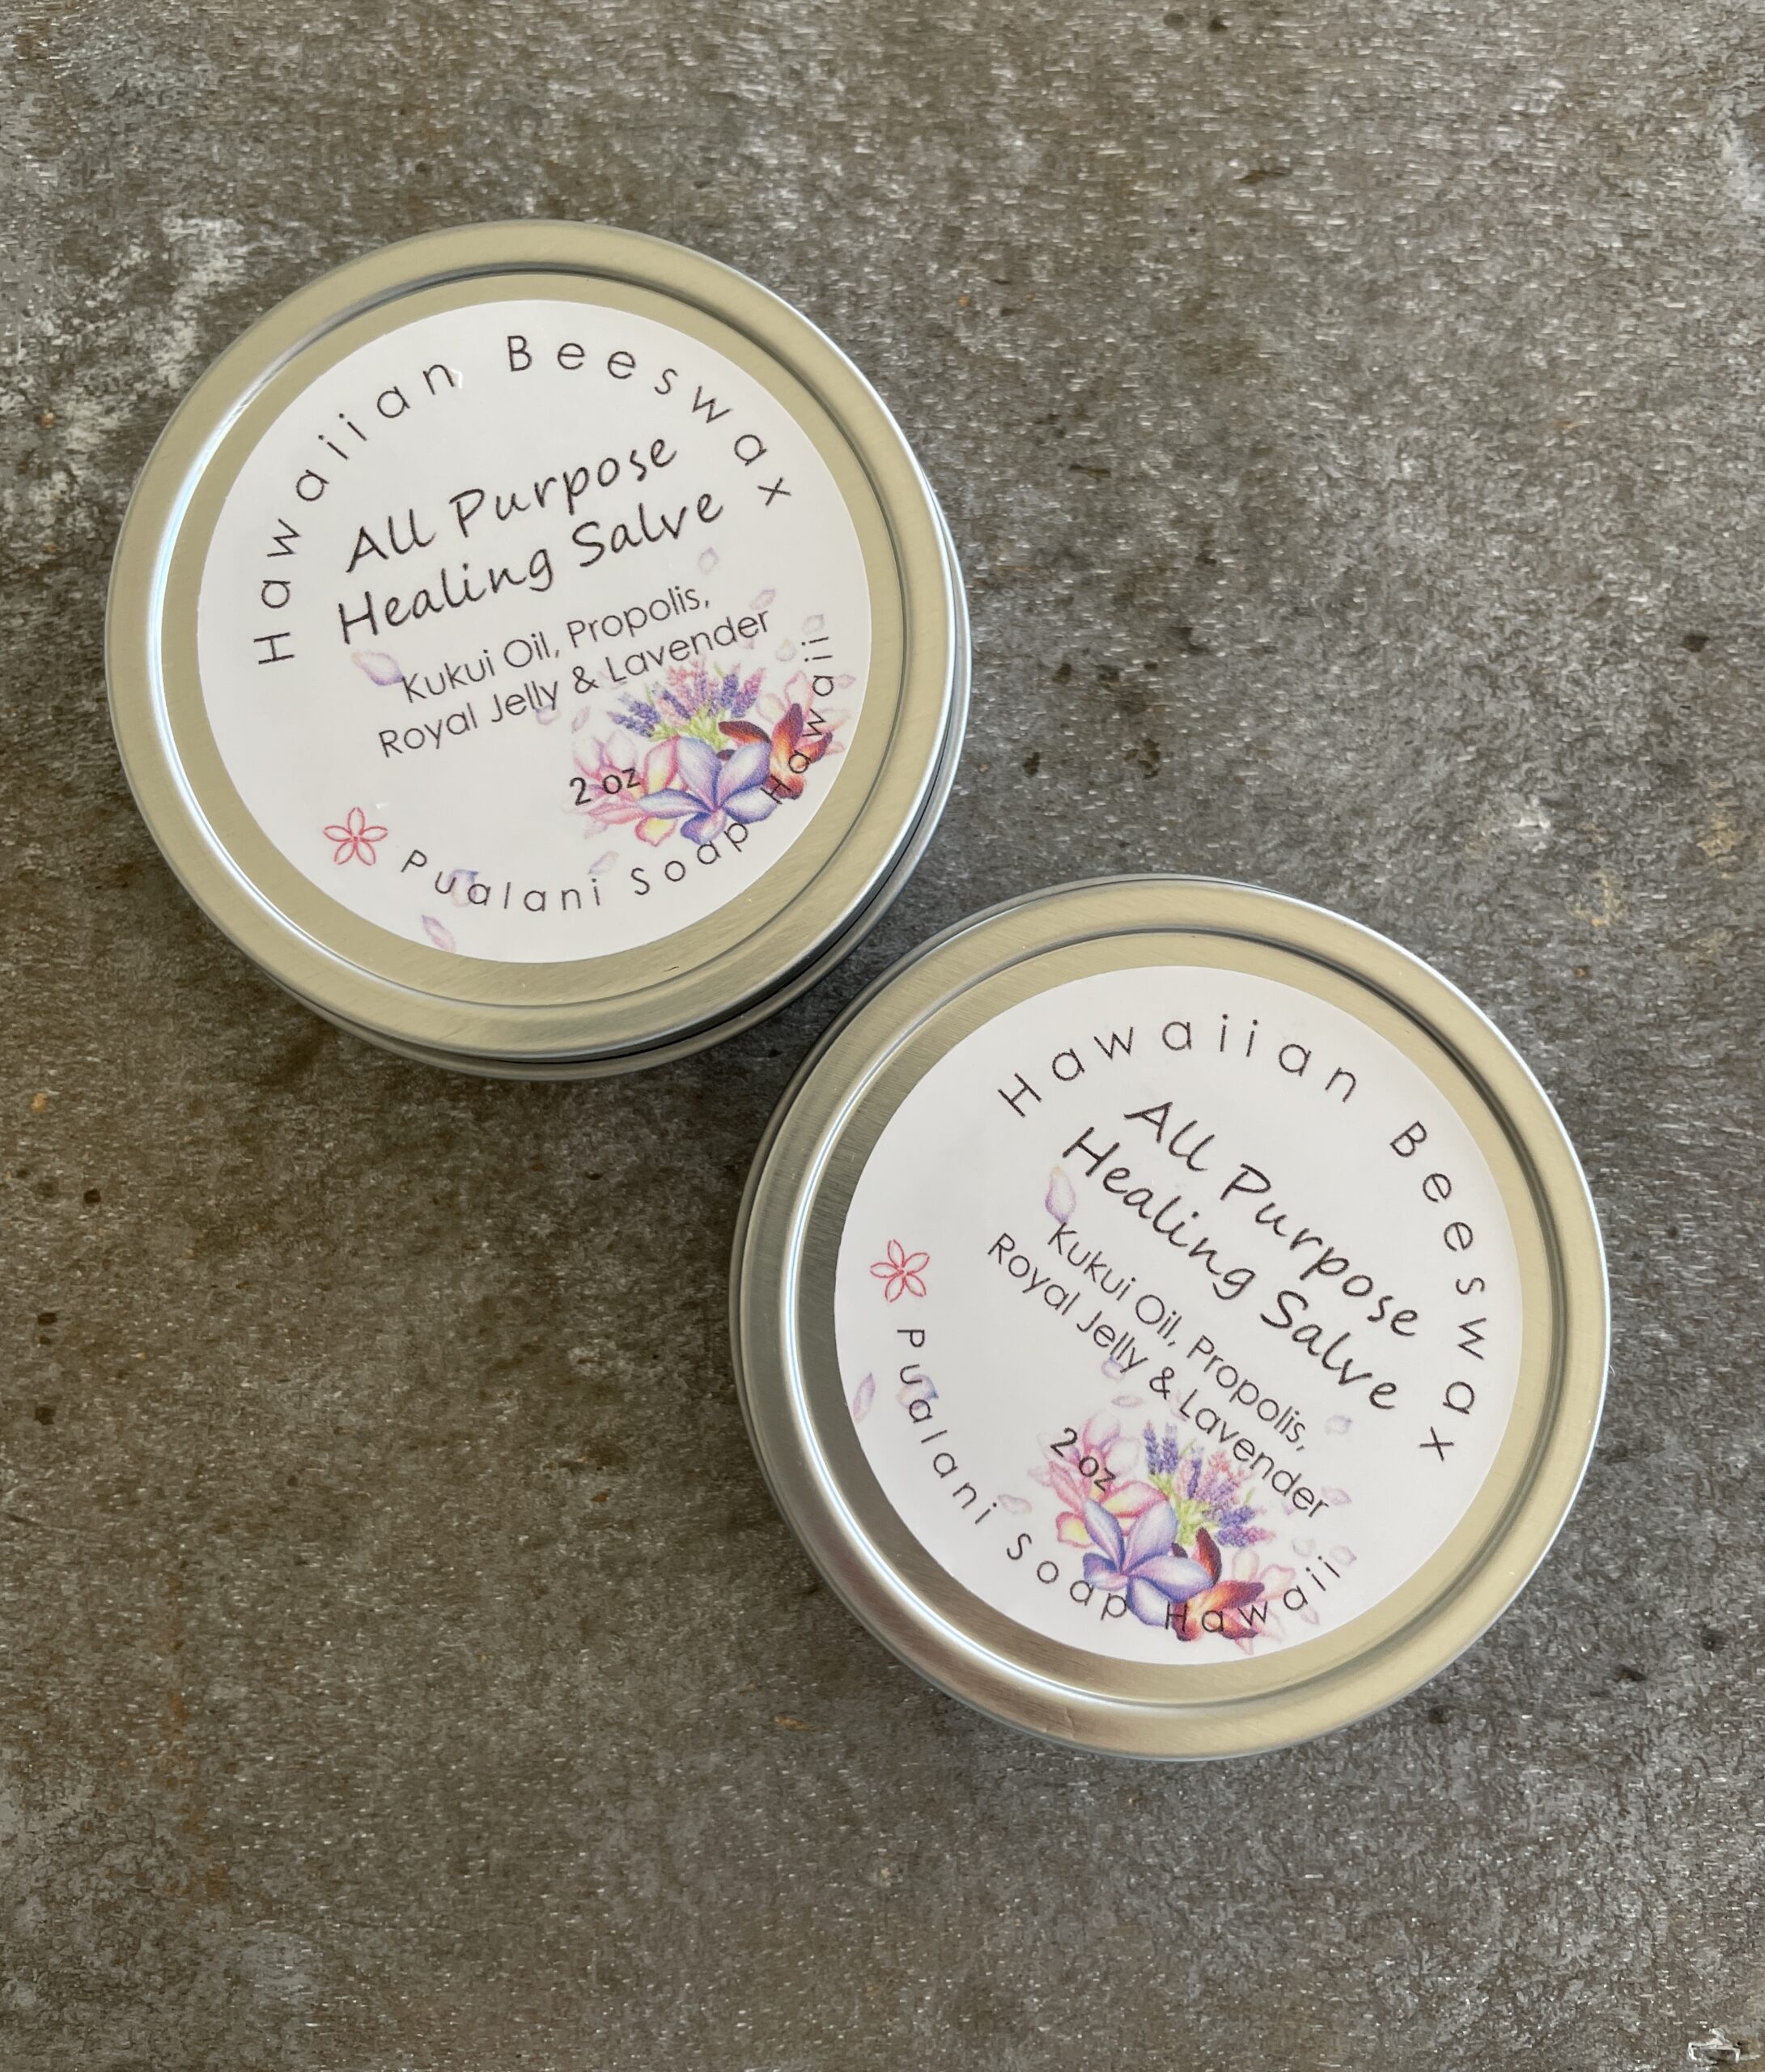 Hawaiian Beeswax
All Purpose
Healing Salve
Kukui Oil, Propolis,
Royal Jelly & Lavender
2 oz
Pualani Soap Hawaii
Hawaiian Beeswax
All Purpose
Healing Salve
Kukui Oil, Propolis,
Royal Jelly & Lavender
2 oz
Pualani Soap Hawaii